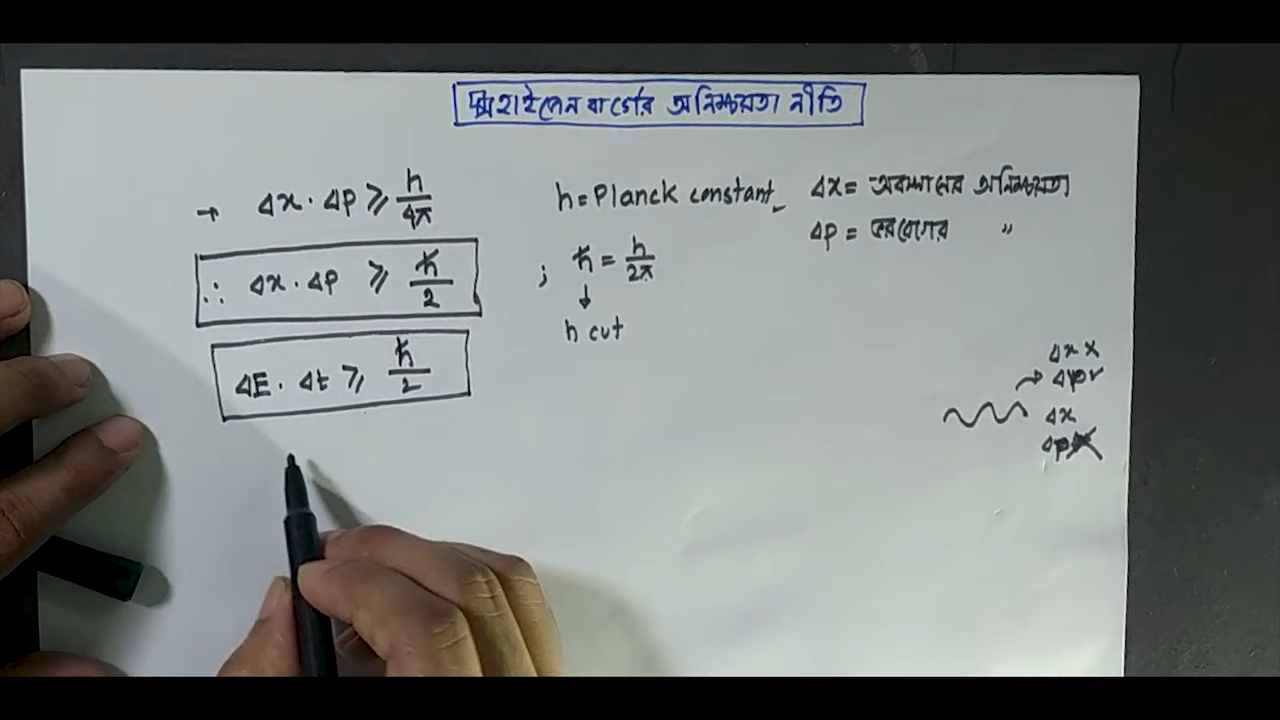 হাইসেনবার্গের অনিশ্চয়তা নীতি
→ Δx · Δp ≥ h/4π
h = Planck constant
Δx = অবস্থানের অনিশ্চয়তা
Δp = ভরবেগের "
∴ Δx · Δp ≥ ℏ/2 ; ℏ = h/2π
↓
h cut
ΔE · Δt ≥ ℏ/2
Δx x
Δp ✓
Δx
Δp